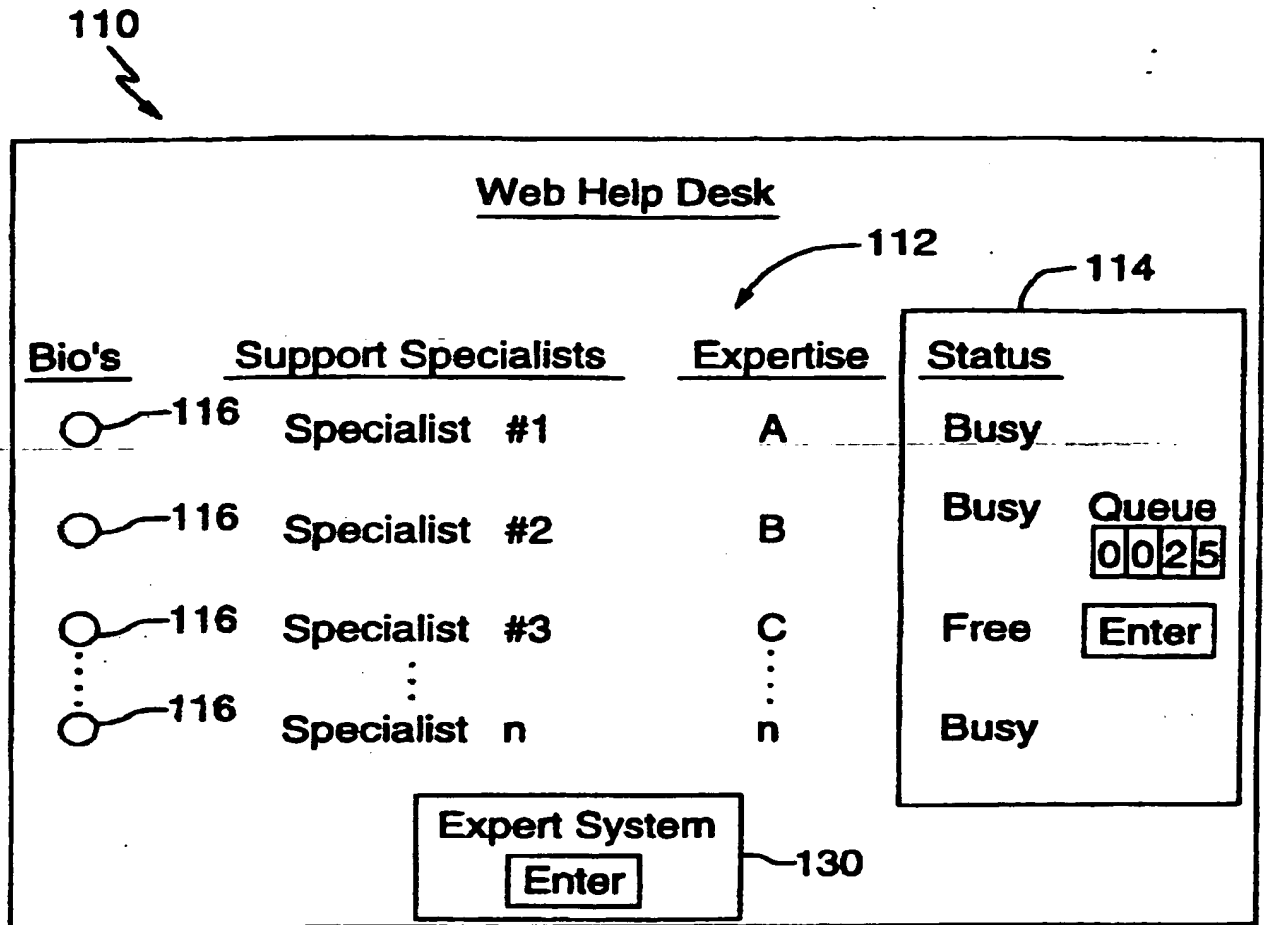 110
Web Help Desk
112
114
Bio's Support Specialists Expertise Status
116 Specialist #1 A Busy
116 Specialist #2 B Busy Queue
0025
116 Specialist #3 C Free Enter
116 Specialist n n Busy
Expert System
Enter
130